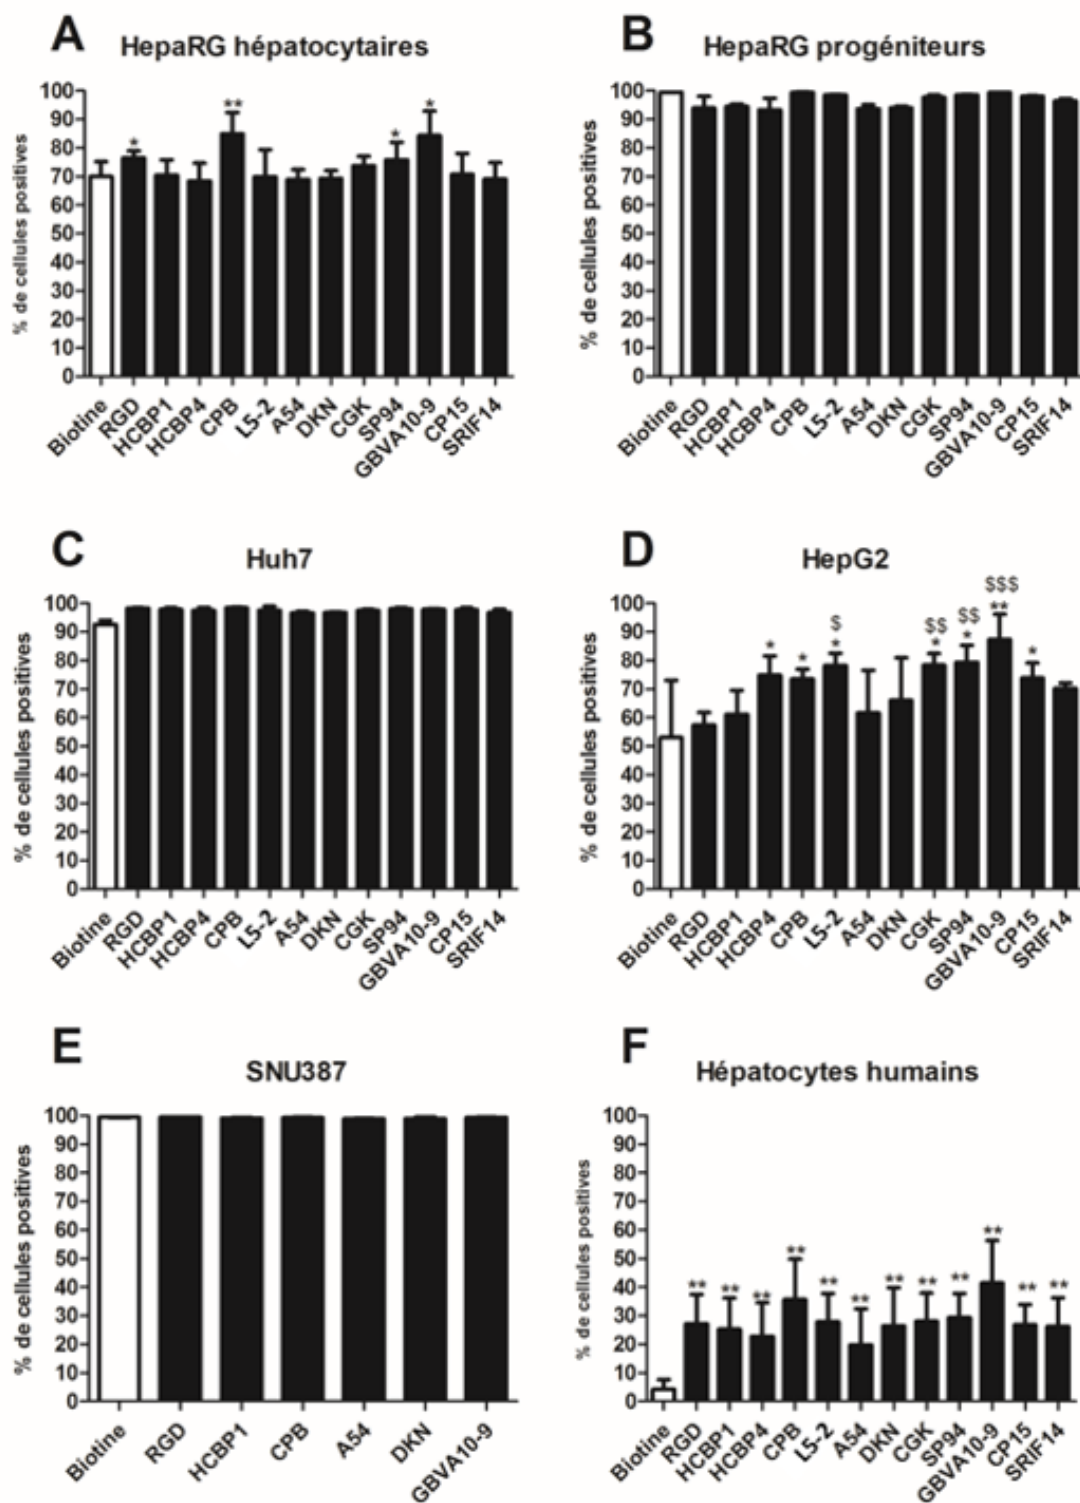 A
HepaRG hépatocytaires
% de cellules positives
100
90
80
70
60
50
40
30
20
10
0
*
**
*
*
Biotine
RGD
HCBP1
HCBP4
CPB
L5-2
A54
DKN
CGK
SP94
GBVA10-9
CP15
SRIF14
B
HepaRG progéniteurs
% de cellules positives
100
90
80
70
60
50
40
30
20
10
0
Biotine
RGD
HCBP1
HCBP4
CPB
L5-2
A54
DKN
CGK
SP94
GBVA10-9
CP15
SRIF14
C
Huh7
% de cellules positives
100
90
80
70
60
50
40
30
20
10
0
Biotine
RGD
HCBP1
HCBP4
CPB
L5-2
A54
DKN
CGK
SP94
GBVA10-9
CP15
SRIF14
D
HepG2
% de cellules positives
100
90
80
70
60
50
40
30
20
10
0
*
*
$
*
$$
*
$$
*
$$$
**
*
Biotine
RGD
HCBP1
HCBP4
CPB
L5-2
A54
DKN
CGK
SP94
GBVA10-9
CP15
SRIF14
E
SNU387
% de cellules positives
100
90
80
70
60
50
40
30
20
10
0
Biotine
RGD
HCBP1
CPB
A54
DKN
GBVA10-9
F
Hépatocytes humains
% de cellules positives
100
90
80
70
60
50
40
30
20
10
0
**
**
**
**
**
**
**
**
**
**
**
**
Biotine
RGD
HCBP1
HCBP4
CPB
L5-2
A54
DKN
CGK
SP94
GBVA10-9
CP15
SRIF14